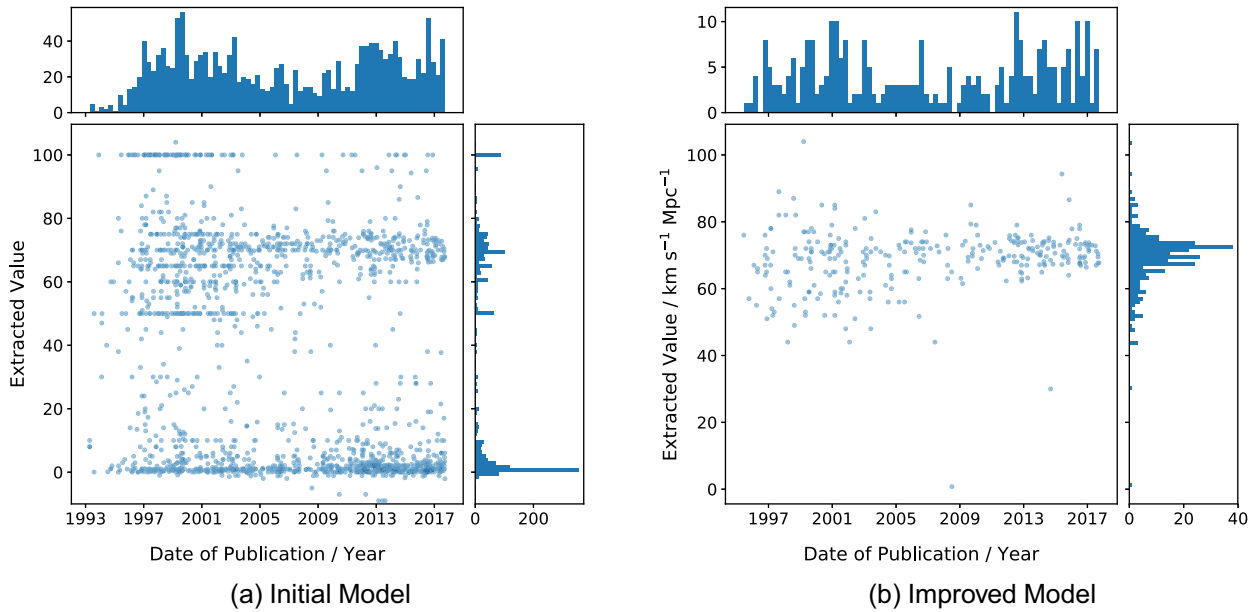 40
20
0
100
80
60
40
20
0
Extracted Value
1993 1997 2001 2005 2009 2013 2017
0 200
Date of Publication / Year
(a) Initial Model
10
5
0
100
80
60
40
20
0
Extracted Value / km s⁻¹ Mpc⁻¹
1997 2001 2005 2009 2013 2017
0 20 40
Date of Publication / Year
(b) Improved Model